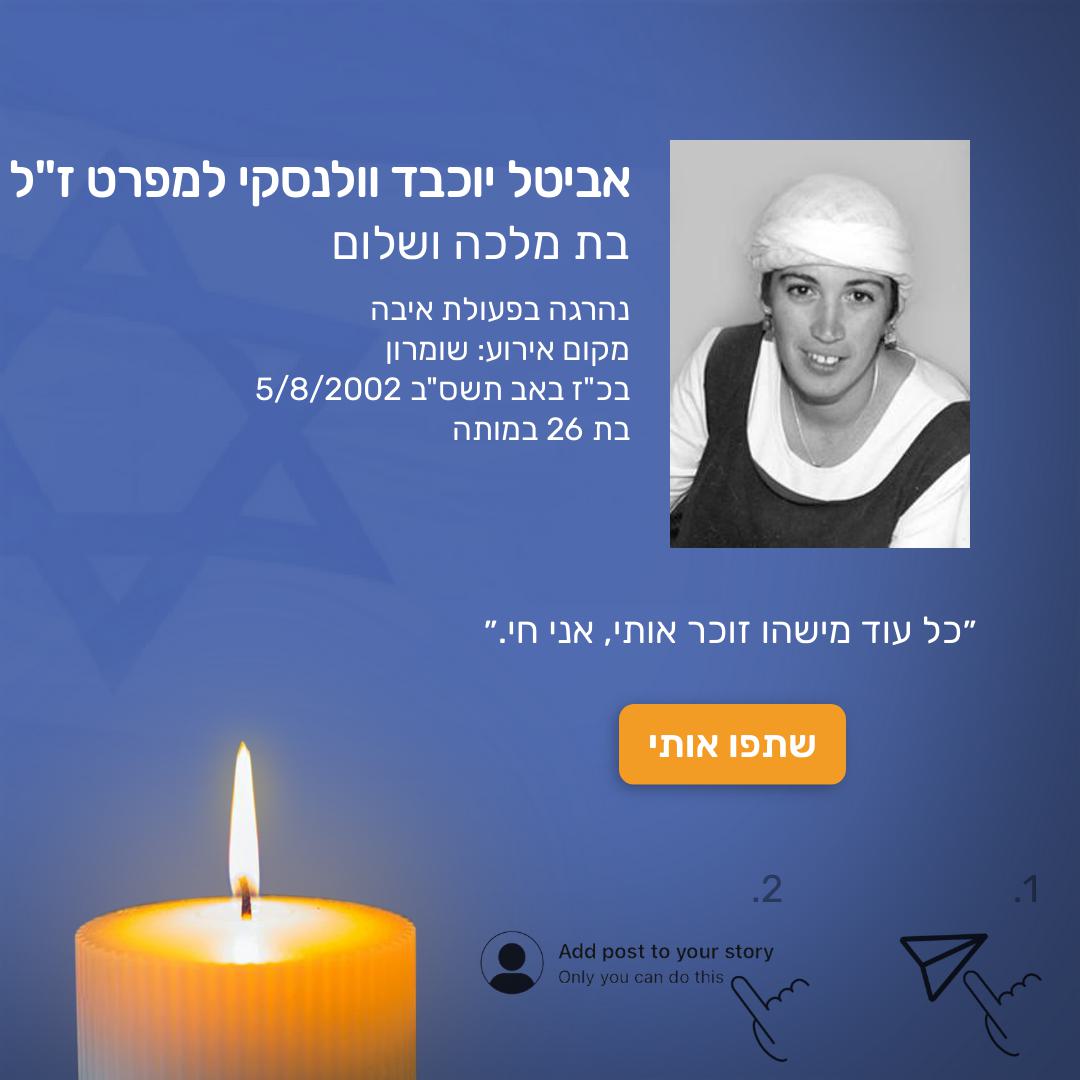 אביטל יוכבד וולנסקי למפרט ז"ל
בת מלכה ושלום
נהרגה בפעולת איבה
מקום אירוע: שומרון
בכ"ז באב תשס"ב 5/8/2002
בת 26 במותה
״כל עוד מישהו זוכר אותי, אני חי.״
שתפו אותי
1.
2.
Add post to your story
Only you can do this